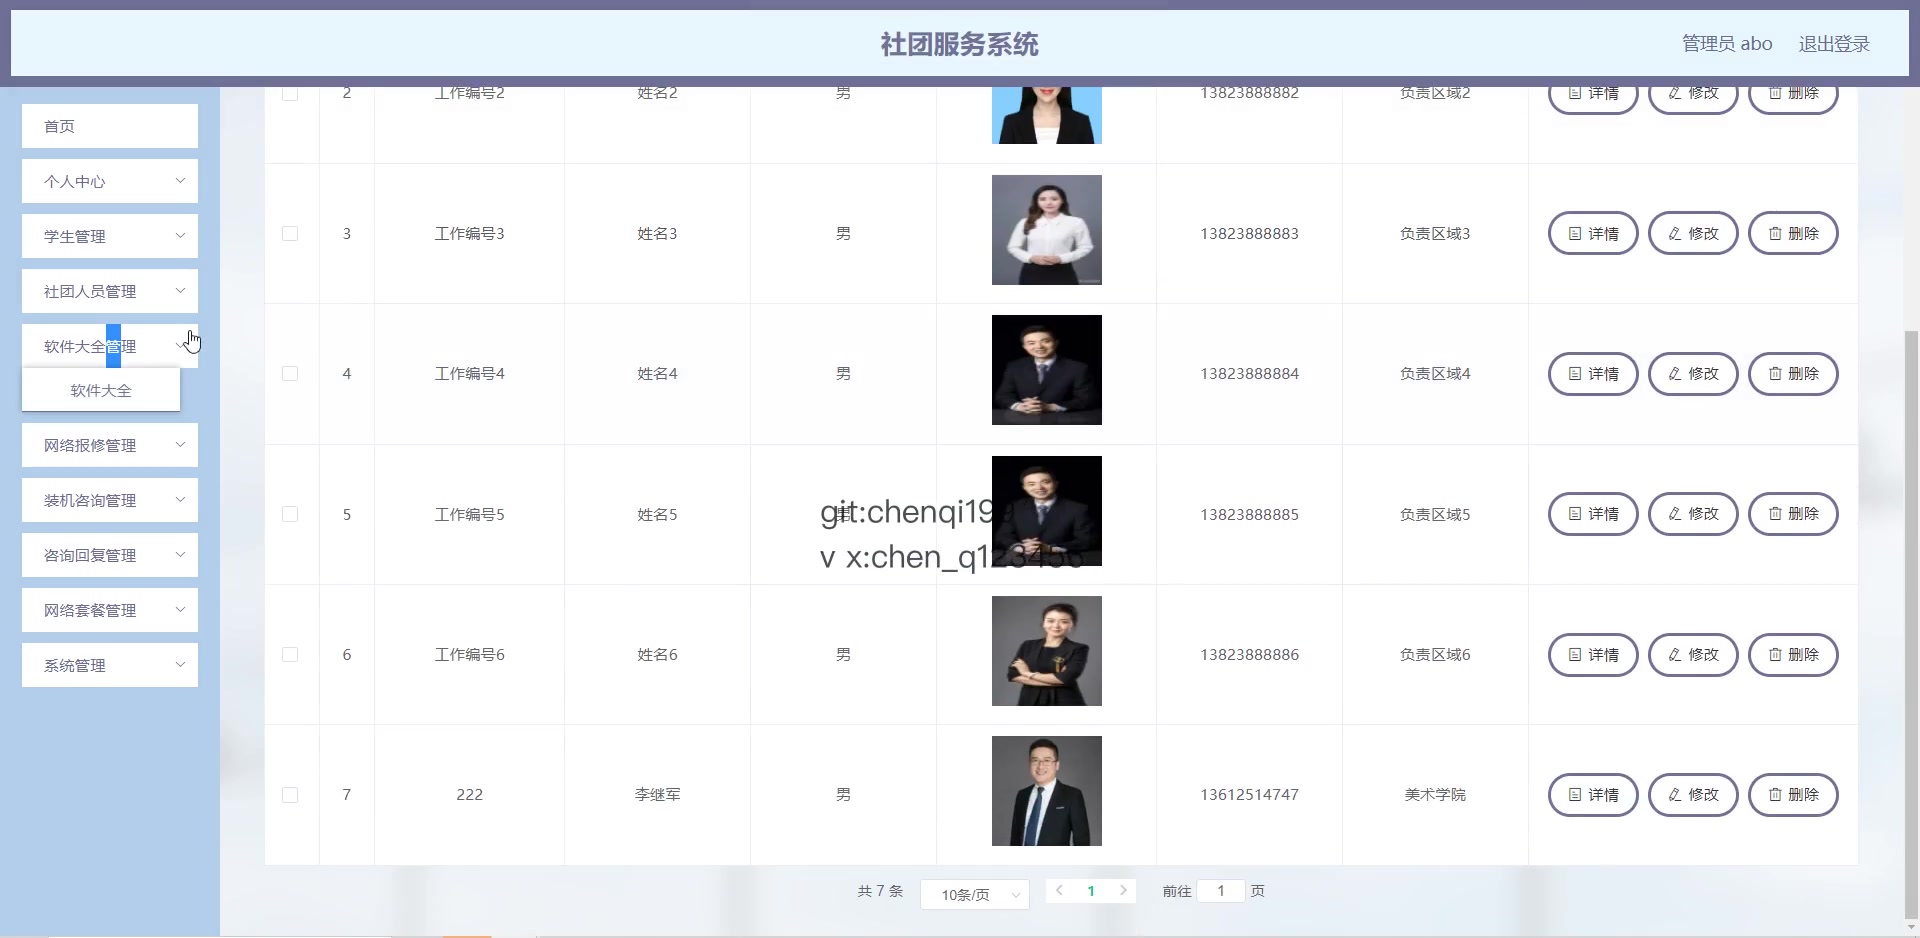 社团服务系统
管理员 abo 退出登录
首页
个人中心
学生管理
社团人员管理
软件大全管理
软件大全
网络报修管理
装机咨询管理
咨询回复管理
网络套餐管理
系统管理
2 工作编号2 姓名2 男 13823888882 负责区域2 详情 修改 删除
3 工作编号3 姓名3 男 13823888883 负责区域3 详情 修改 删除
4 工作编号4 姓名4 男 13823888884 负责区域4 详情 修改 删除
5 工作编号5 姓名5 男 13823888885 负责区域5 详情 修改 删除
git:chenqi19
v x:chen_q123456
6 工作编号6 姓名6 男 13823888886 负责区域6 详情 修改 删除
7 222 李继军 男 13612514747 美术学院 详情 修改 删除
共 7 条 10条/页 1 前往 1 页